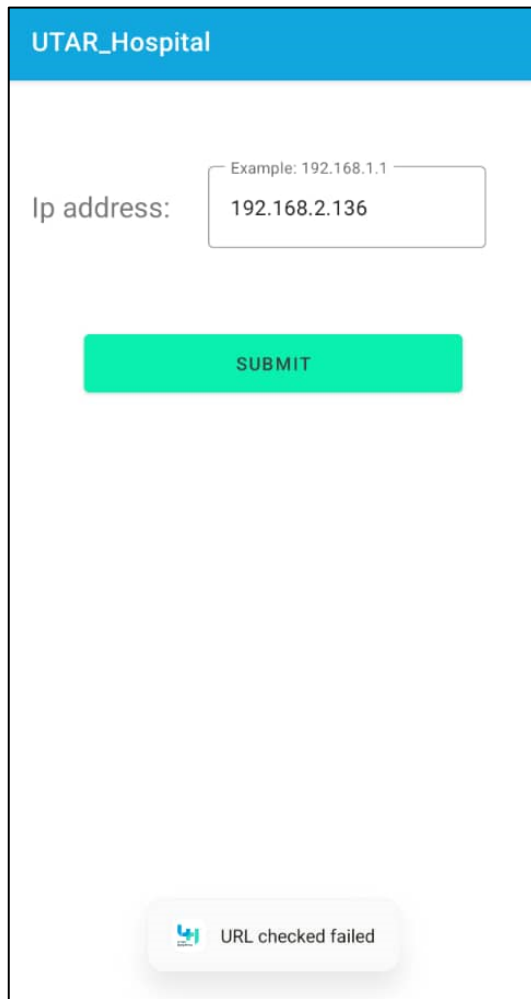 UTAR_Hospital
Example: 192.168.1.1
Ip address:
192.168.2.136
SUBMIT
URL checked failed